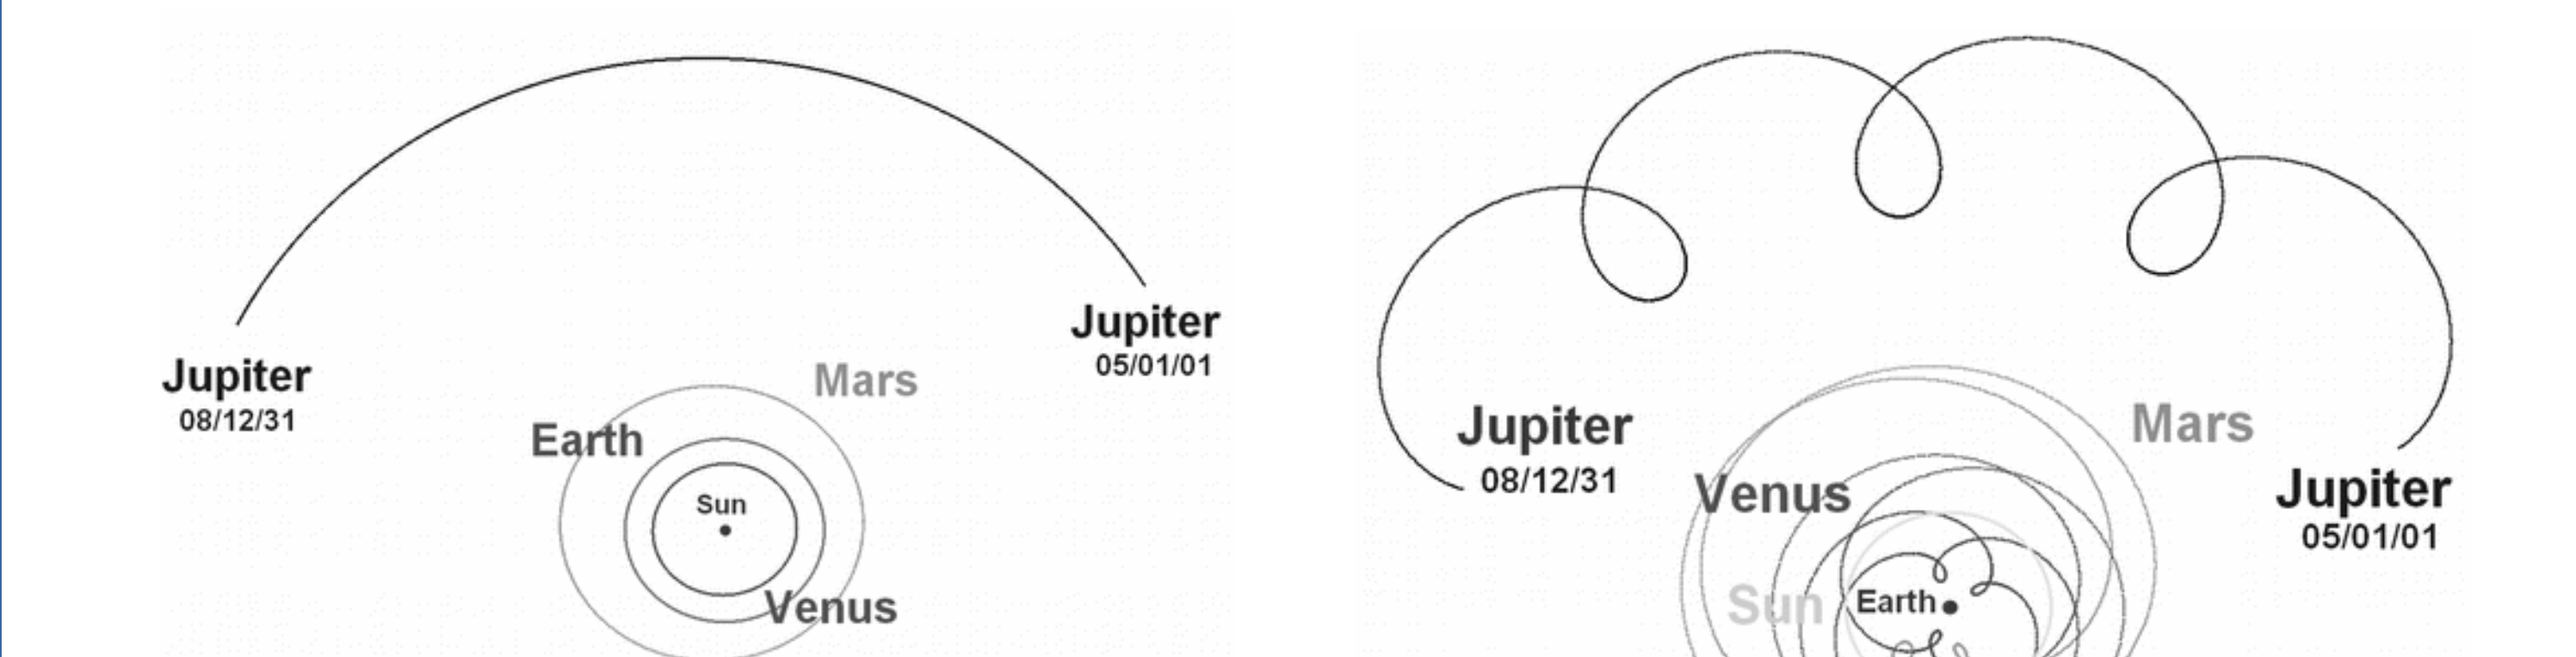 Jupiter
08/12/31
Jupiter
05/01/01
Mars
Earth
Sun
Venus
Jupiter
08/12/31
Mars
Venus
Jupiter
05/01/01
Sun
Earth